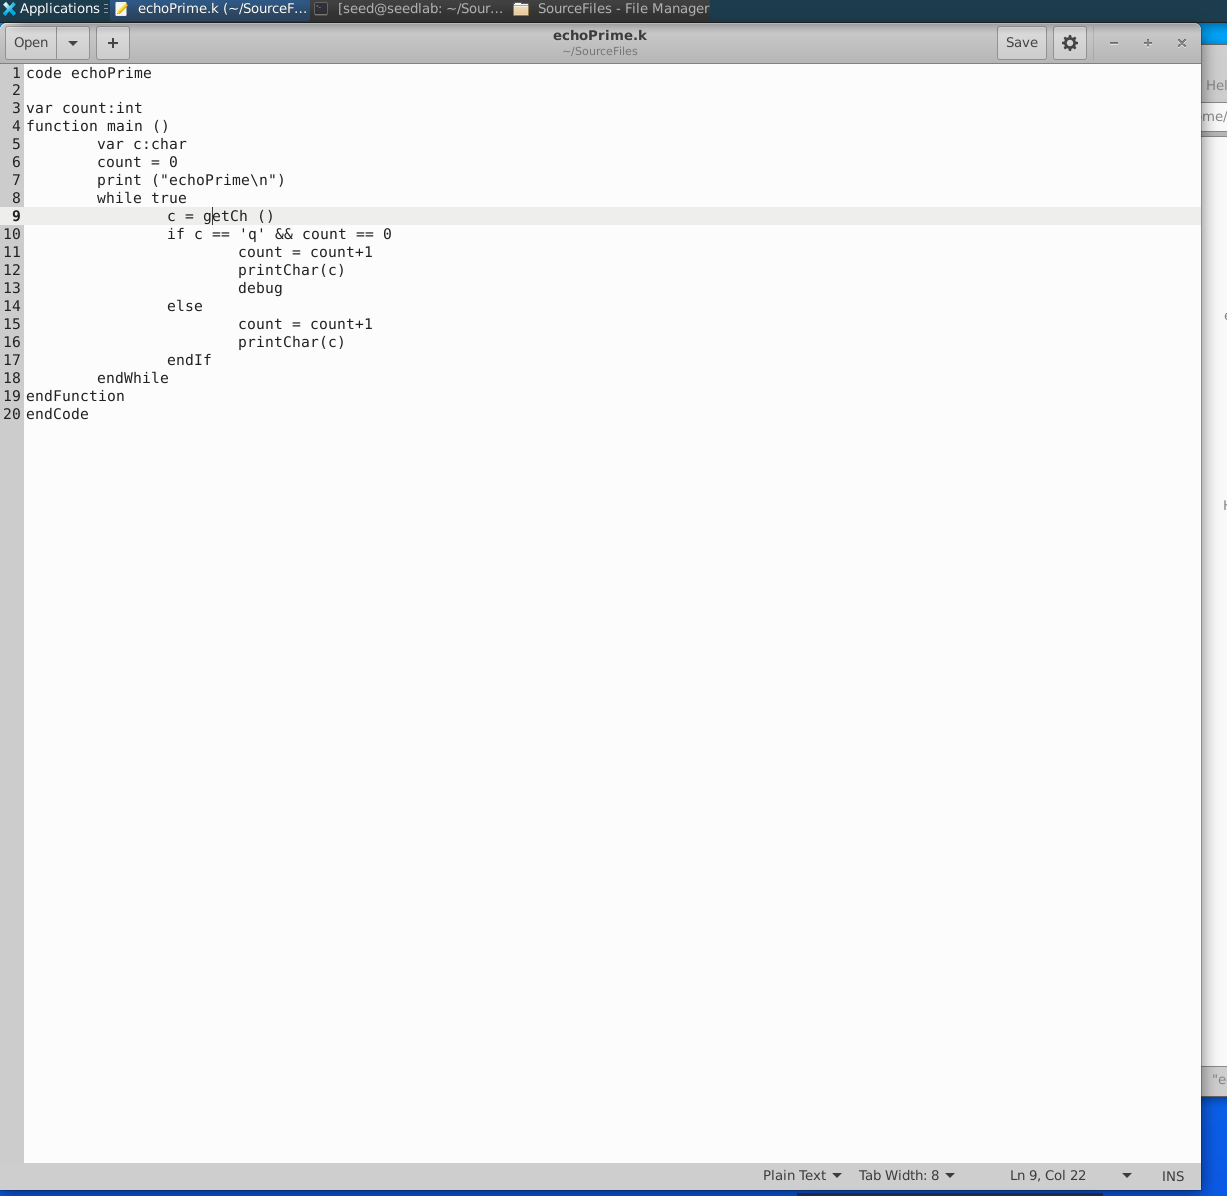 Applications echoPrime.k (~/SourceF... [seed@seedlab: ~/Sour... SourceFiles - File Manager
Open + echoPrime.k Save
~/SourceFiles
1 code echoPrime
2
3 var count:int
4 function main ()
5 var c:char
6 count = 0
7 print ("echoPrime\n")
8 while true
9 c = getCh ()
10 if c == 'q' && count == 0
11 count = count+1
12 printChar(c)
13 debug
14 else
15 count = count+1
16 printChar(c)
17 endIf
18 endWhile
19 endFunction
20 endCode
Hel
me/
"e
Plain Text Tab Width: 8 Ln 9, Col 22 INS